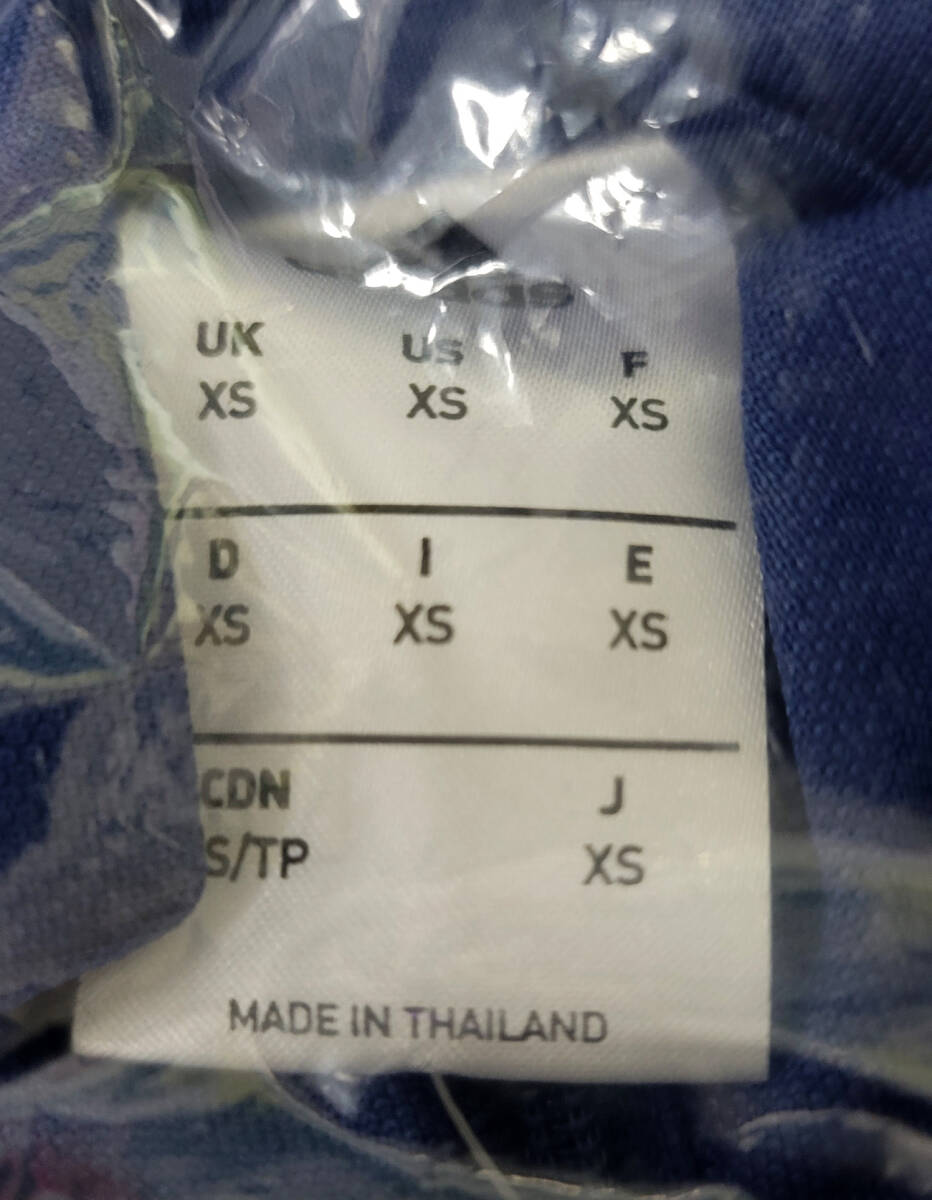 UK US F
XS XS XS
D I E
XS XS XS
CDN J
S/TP XS
MADE IN THAILAND